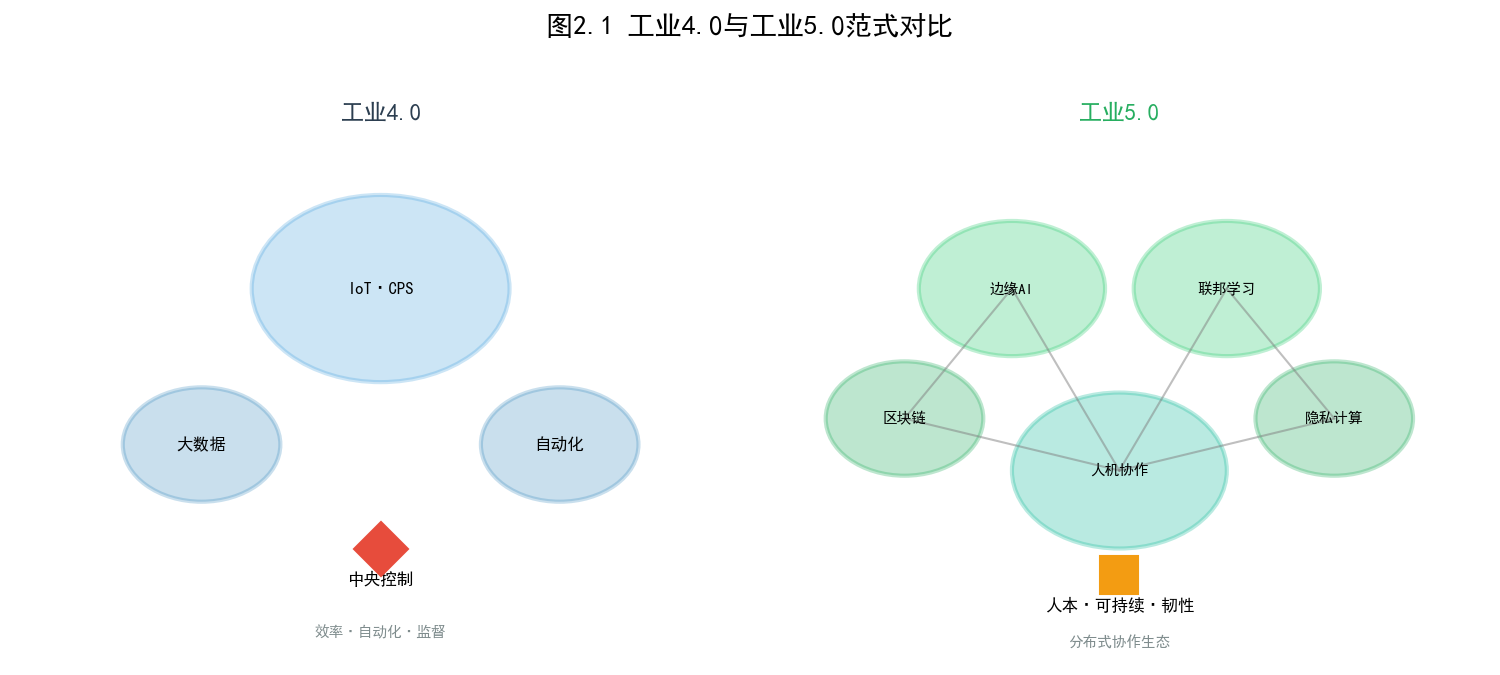 图2.1 工业4.0与工业5.0范式对比
工业4.0
IoT·CPS
大数据
自动化
中央控制
效率·自动化·监督
工业5.0
边缘AI
联邦学习
区块链
隐私计算
人机协作
人本·可持续·韧性
分布式协作生态